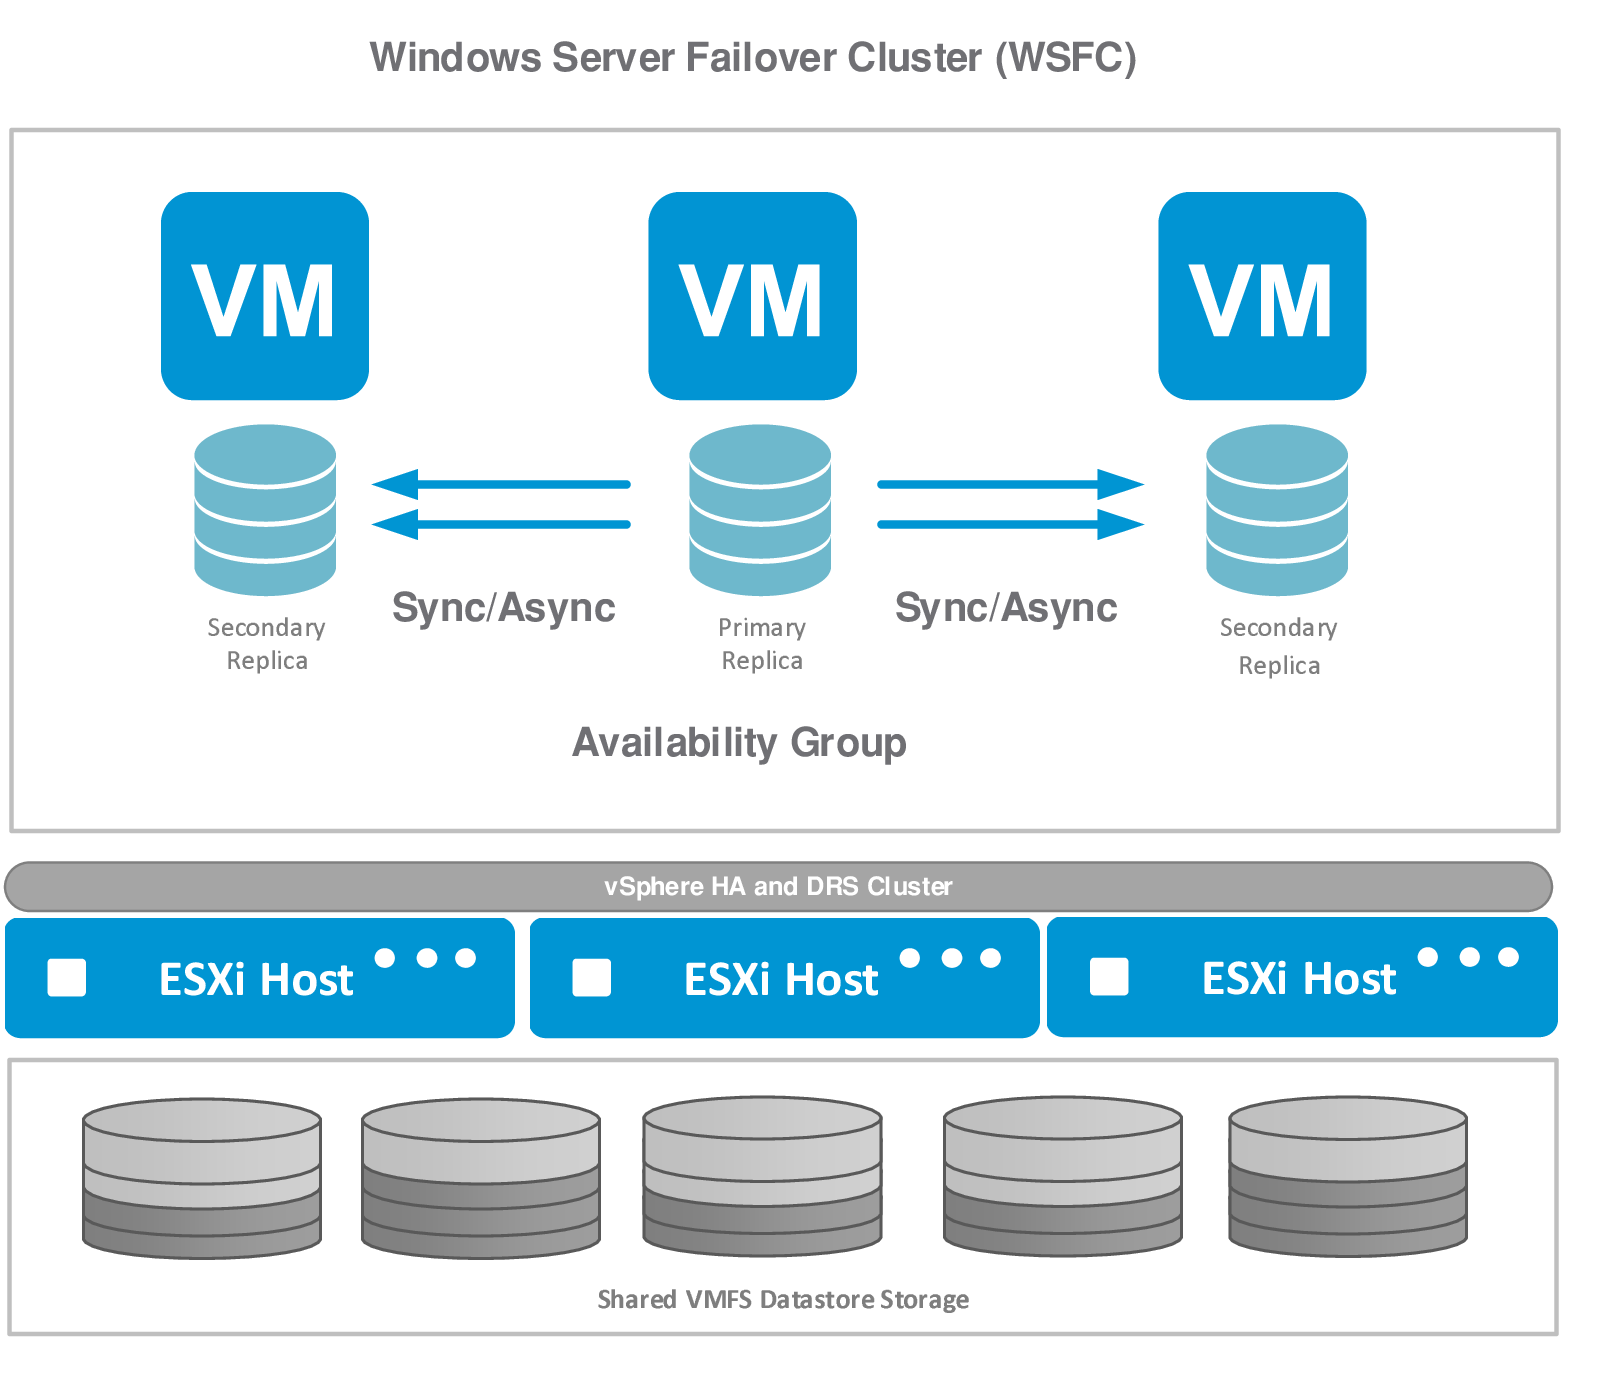 Windows Server Failover Cluster (WSFC)
VM
VM
VM
Sync/Async
Sync/Async
Secondary
Replica
Primary
Replica
Secondary
Replica
Availability Group
vSphere HA and DRS Cluster
ESXi Host
ESXi Host
ESXi Host
Shared VMFS Datastore Storage